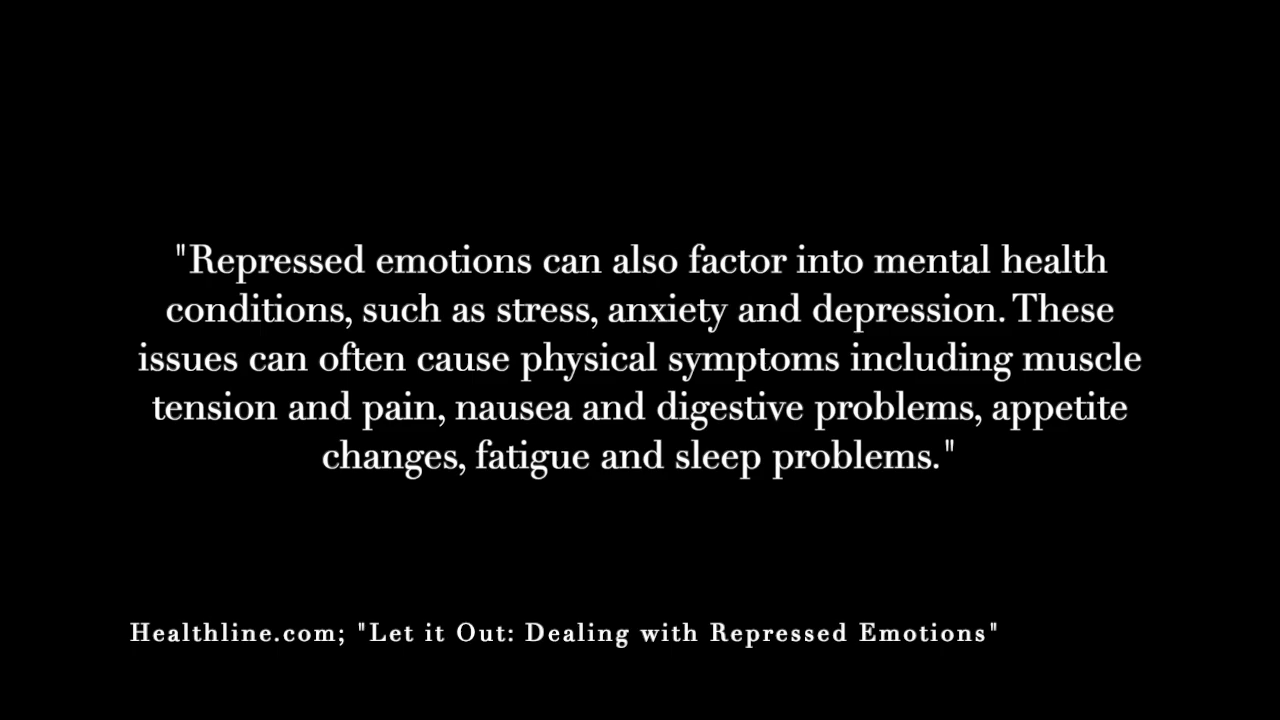 "Repressed emotions can also factor into mental health
conditions, such as stress, anxiety and depression. These
issues can often cause physical symptoms including muscle
tension and pain, nausea and digestive problems, appetite
changes, fatigue and sleep problems."
Healthline.com; "Let it Out: Dealing with Repressed Emotions"